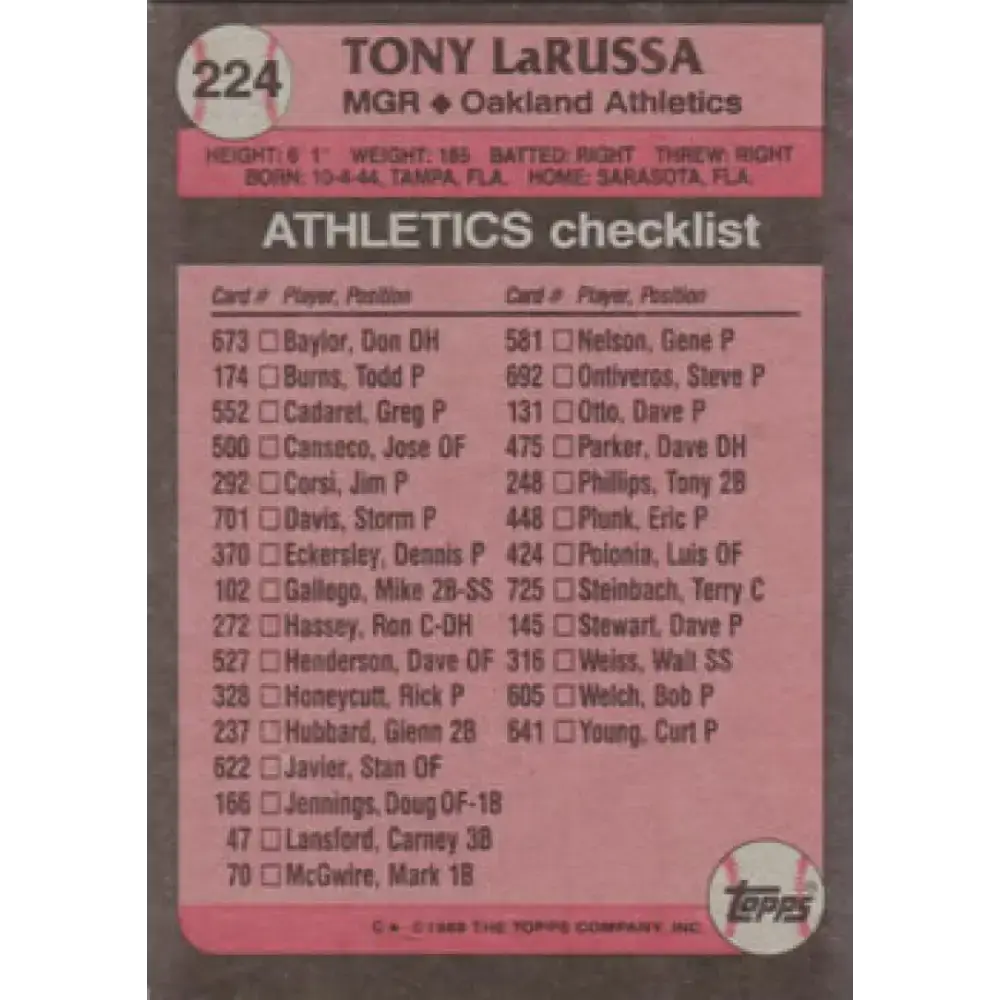 224
TONY LaRUSSA
MGR ◆ Oakland Athletics
HEIGHT: 6 1" WEIGHT: 185 BATTED: RIGHT THREW: RIGHT
BORN: 10-4-44, TAMPA, FLA. HOME: SARASOTA, FLA.
ATHLETICS checklist
Card # Player, Position
673 □ Baylor, Don DH
174 □ Burns, Todd P
552 □ Cadaret, Greg P
500 □ Canseco, Jose OF
292 □ Corsi, Jim P
701 □ Davis, Storm P
370 □ Eckersley, Dennis P
102 □ Gallego, Mike 2B-SS
272 □ Hassey, Ron C-DH
527 □ Henderson, Dave OF
328 □ Honeycutt, Rick P
237 □ Hubbard, Glenn 2B
622 □ Javier, Stan OF
166 □ Jennings, Doug OF-1B
47 □ Lansford, Carney 3B
70 □ McGwire, Mark 1B
Card # Player, Position
581 □ Nelson, Gene P
692 □ Ontiveros, Steve P
131 □ Otto, Dave P
475 □ Parker, Dave DH
248 □ Phillips, Tony 2B
448 □ Plunk, Eric P
424 □ Polonia, Luis OF
725 □ Steinbach, Terry C
145 □ Stewart, Dave P
316 □ Weiss, Walt SS
605 □ Welch, Bob P
641 □ Young, Curt P
topps®
C★ ©1989 THE TOPPS COMPANY, INC.